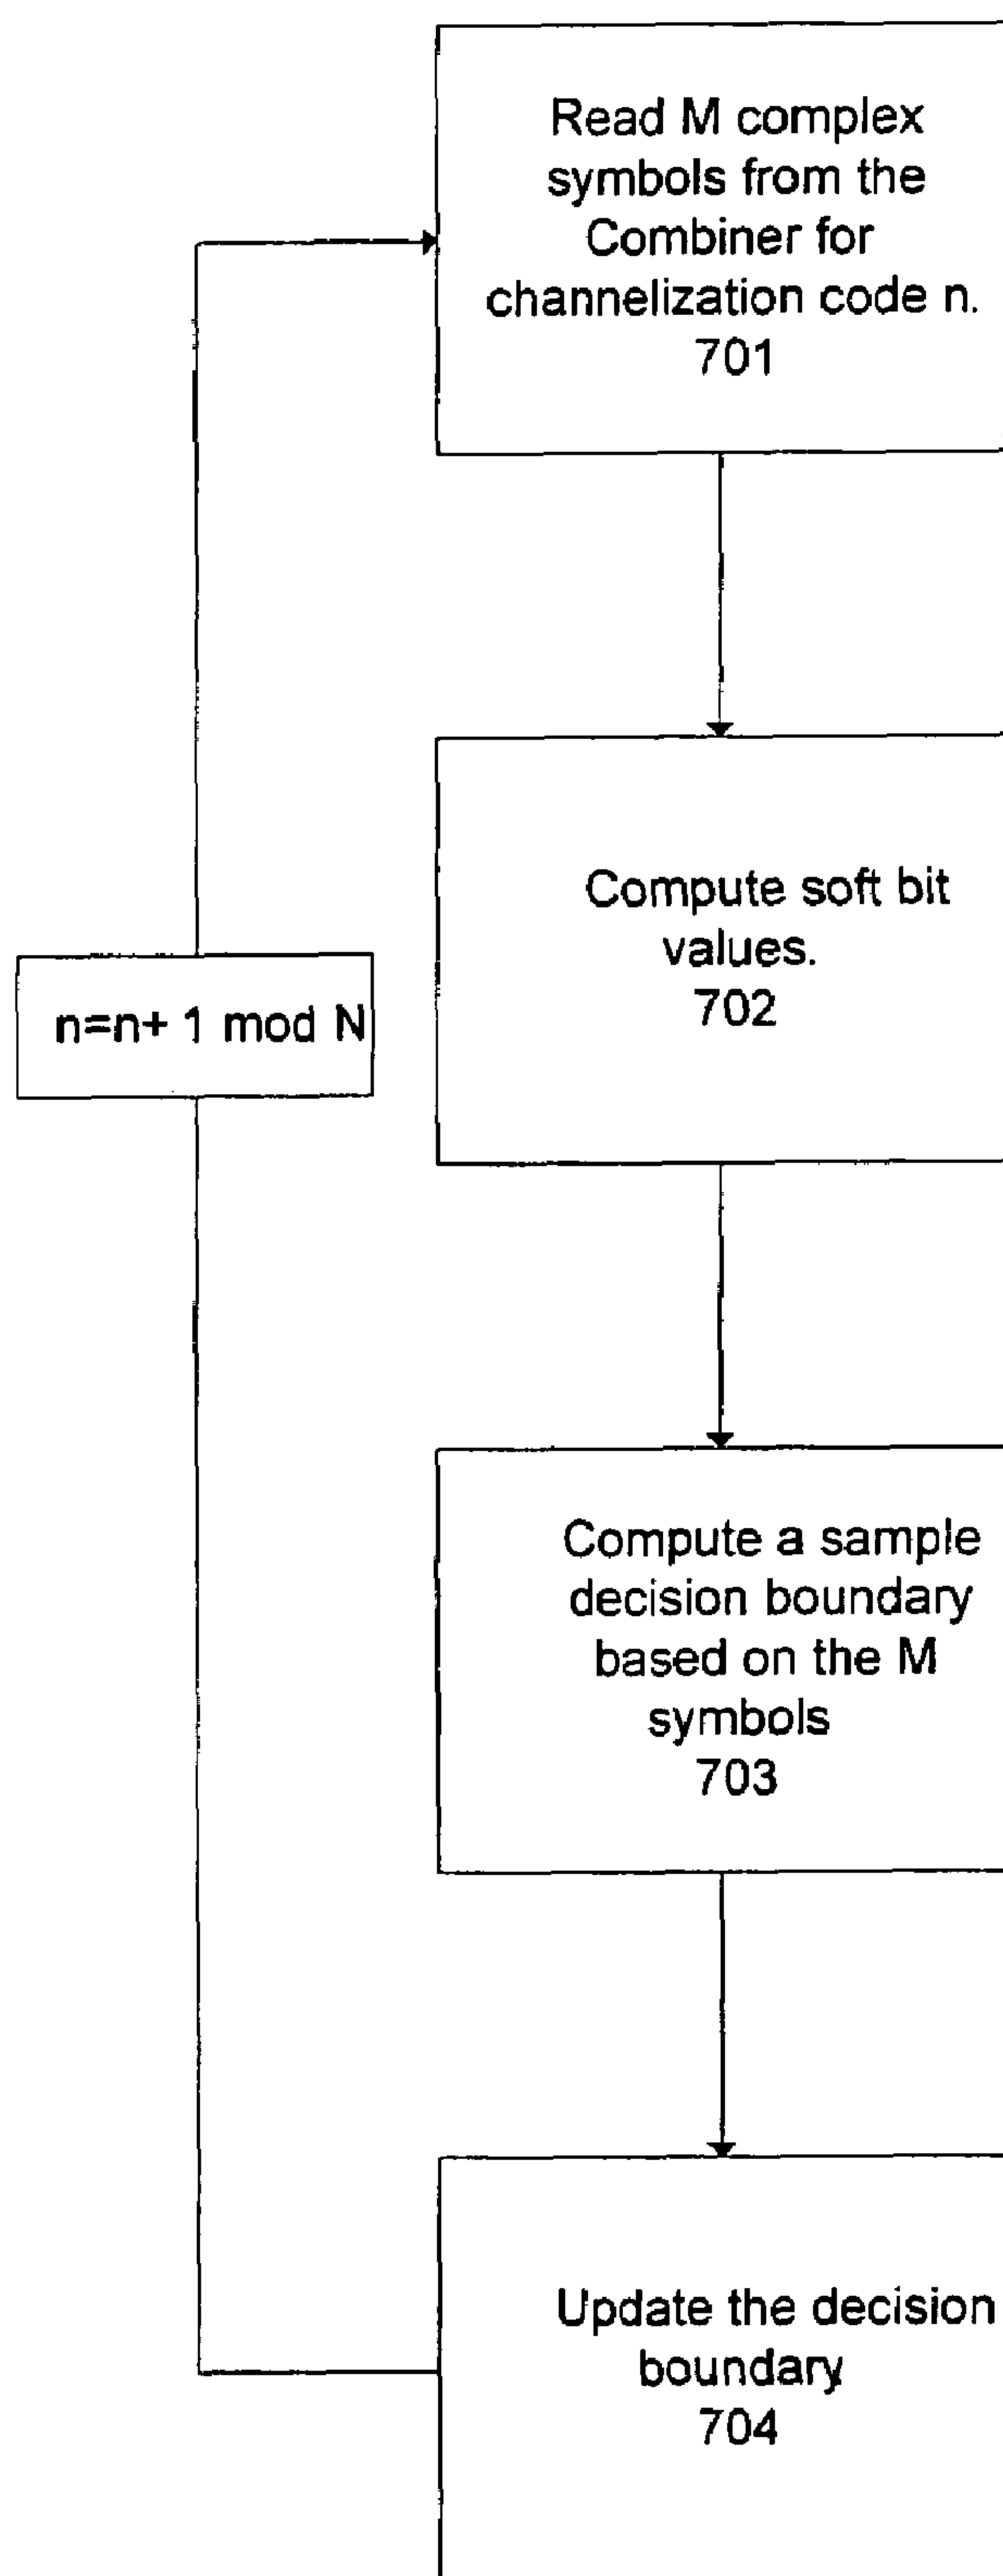 Read M complex
symbols from the
Combiner for
channelization code n.
701
Compute soft bit
values.
702
n=n+ 1 mod N
Compute a sample
decision boundary
based on the M
symbols
703
Update the decision
boundary
704